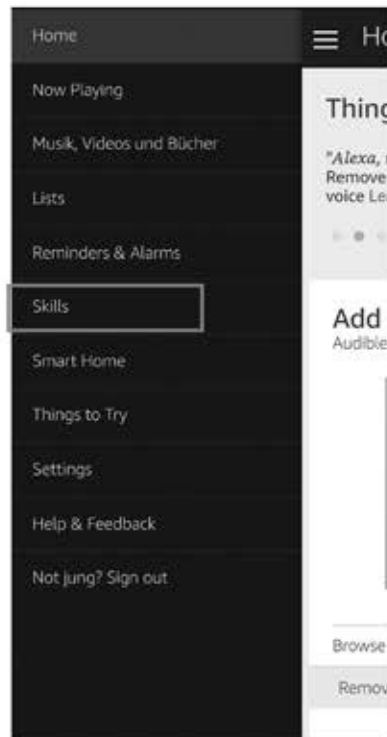 Home
Now Playing
Musik, Videos und Bücher
Lists
Reminders & Alarms
Skills
Smart Home
Things to Try
Settings
Help & Feedback
Not jung? Sign out
Ho
Thing
"Alexa,
Remove
voice Le
Add
Audible
Browse
Remov